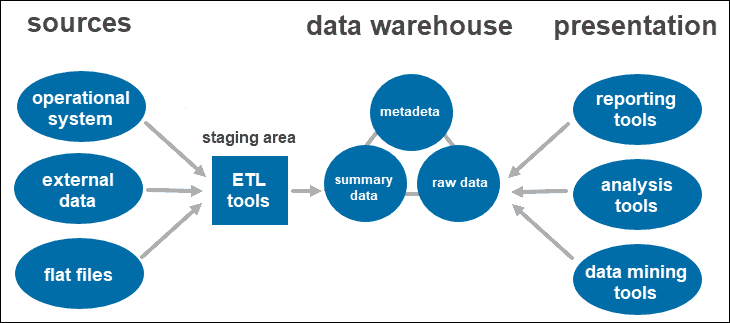 sources
data warehouse
presentation
operational
system
external
data
flat files
staging area
ETL
tools
metadeta
summary
data
raw data
reporting
tools
analysis
tools
data mining
tools